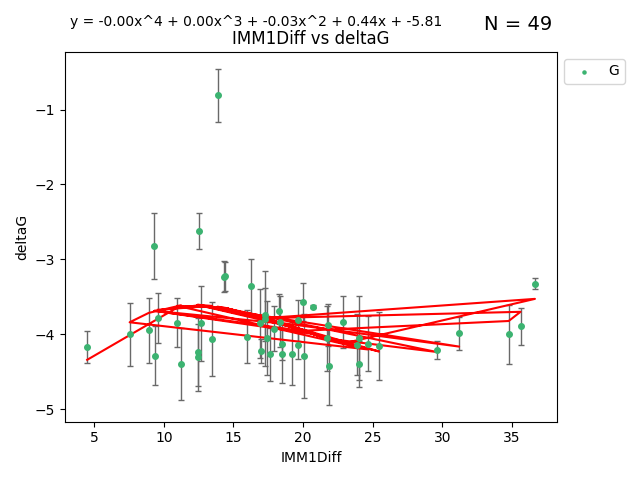 y = -0.00x^4 + 0.00x^3 + -0.03x^2 + 0.44x + -5.81
N = 49
IMM1Diff vs deltaG
G
−1
−2
−3
−4
−5
deltaG
5 10 15 20 25 30 35
IMM1Diff